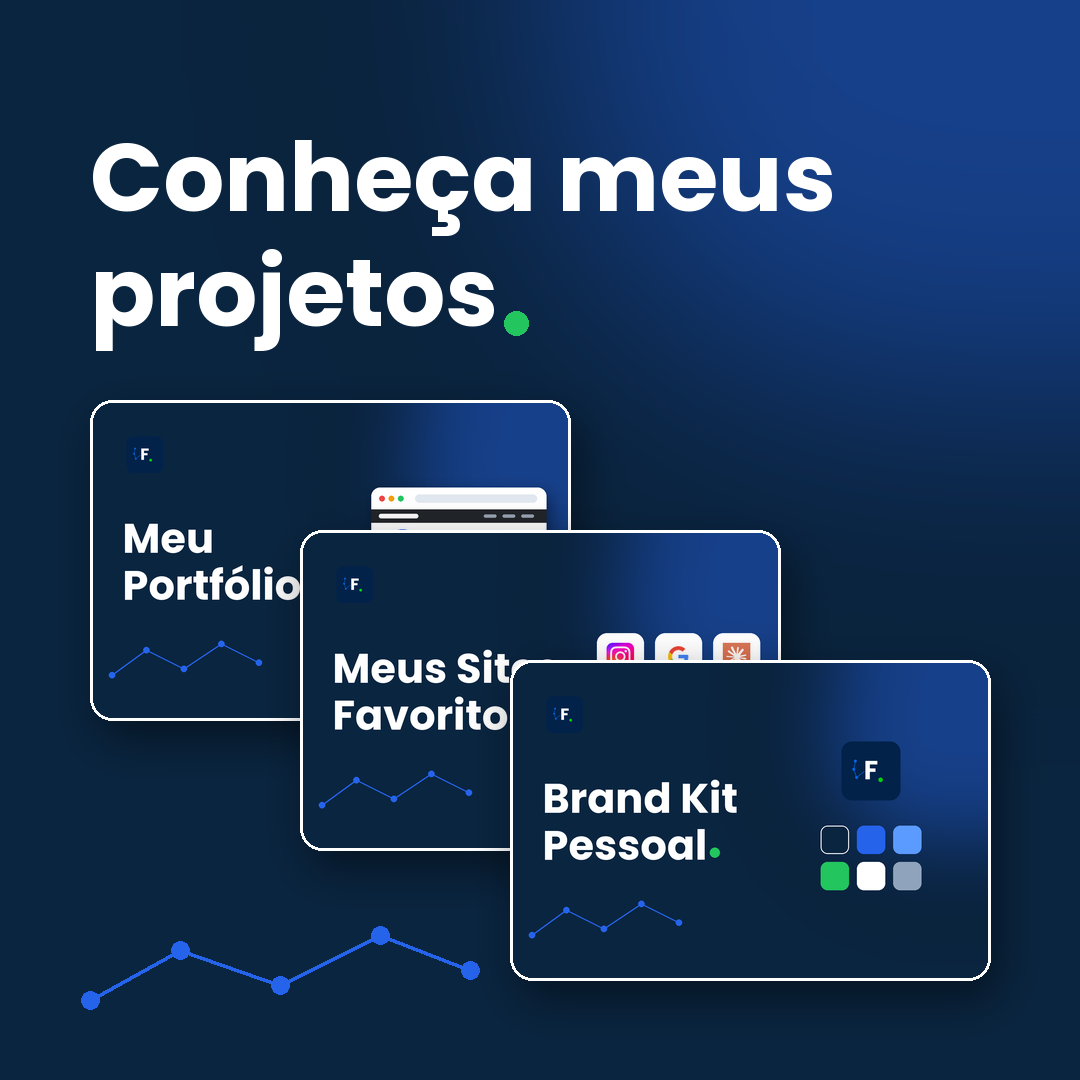 Conheça meus
projetos.
F.
Meu
Portfólio
F.
Meus Sit
Favorito
F.
Brand Kit
Pessoal.
F.